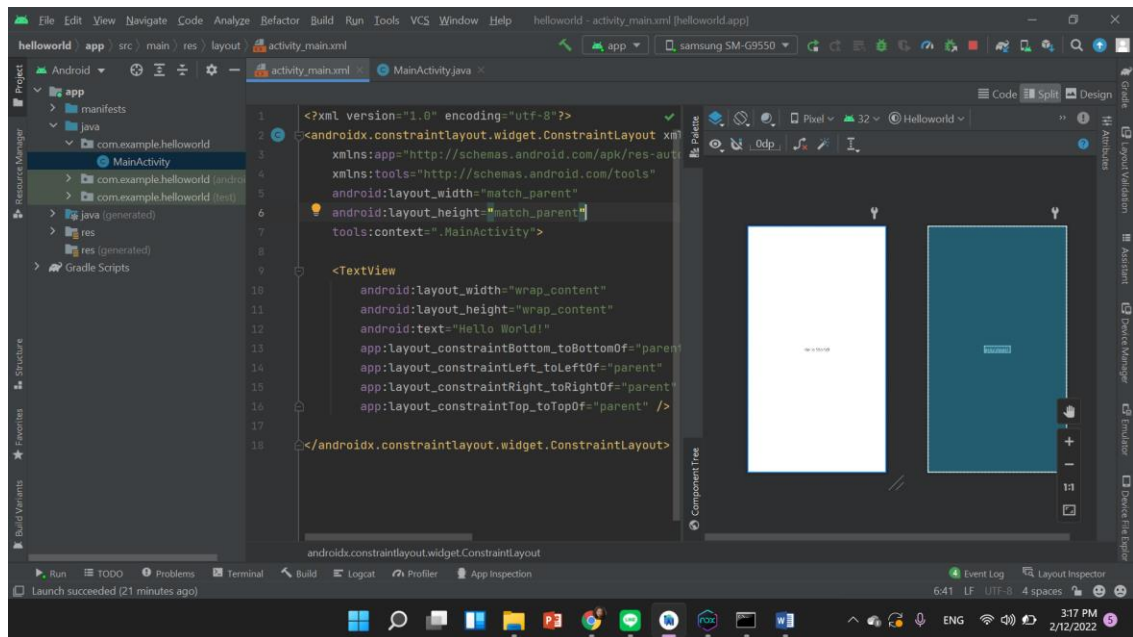 File Edit View Navigate Code Analyze Refactor Build Run Tools VCS Window Help helloworld - activity_main.xml [helloworld.app]
helloworld app src main res layout activity_main.xml app samsung SM-G9550
Android activity_main.xml MainActivity.java
Code Split Design
Project
Resource Manager
Structure
Favorites
Build Variants
app
manifests
java
com.example.helloworld
MainActivity
com.example.helloworld (androi
com.example.helloworld (test)
java (generated)
res
res (generated)
Gradle Scripts
1 <?xml version="1.0" encoding="utf-8"?>
2 <androidx.constraintlayout.widget.ConstraintLayout xml
3 xmlns:app="http://schemas.android.com/apk/res-auto
4 xmlns:tools="http://schemas.android.com/tools"
5 android:layout_width="match_parent"
6 android:layout_height="match_parent"
7 tools:context=".MainActivity">
8
9 <TextView
10 android:layout_width="wrap_content"
11 android:layout_height="wrap_content"
12 android:text="Hello World!"
13 app:layout_constraintBottom_toBottomOf="paren
14 app:layout_constraintLeft_toLeftOf="parent"
15 app:layout_constraintRight_toRightOf="parent"
16 app:layout_constraintTop_toTopOf="parent" />
17
18 </androidx.constraintlayout.widget.ConstraintLayout>
androidx.constraintlayout.widget.ConstraintLayout
Palette
Component Tree
Pixel 32 Helloworld
0dp
1:1
Attributes
Gradle
Layout Validation
Assistant
Device Manager
Emulator
Device File Explor
Run TODO Problems Terminal Build Logcat Profiler App Inspection 4 Event Log Layout Inspector
Launch succeeded (21 minutes ago) 6:41 LF UTF-8 4 spaces
ENG 3:17 PM
2/12/2022 5